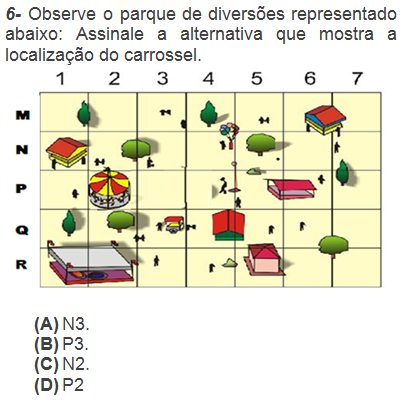 6- Observe o parque de diversões representado
abaixo: Assinale a alternativa que mostra a
localização do carrossel.
1 2 3 4 5 6 7
M
N
P
Q
R
(A) N3.
(B) P3.
(C) N2.
(D) P2